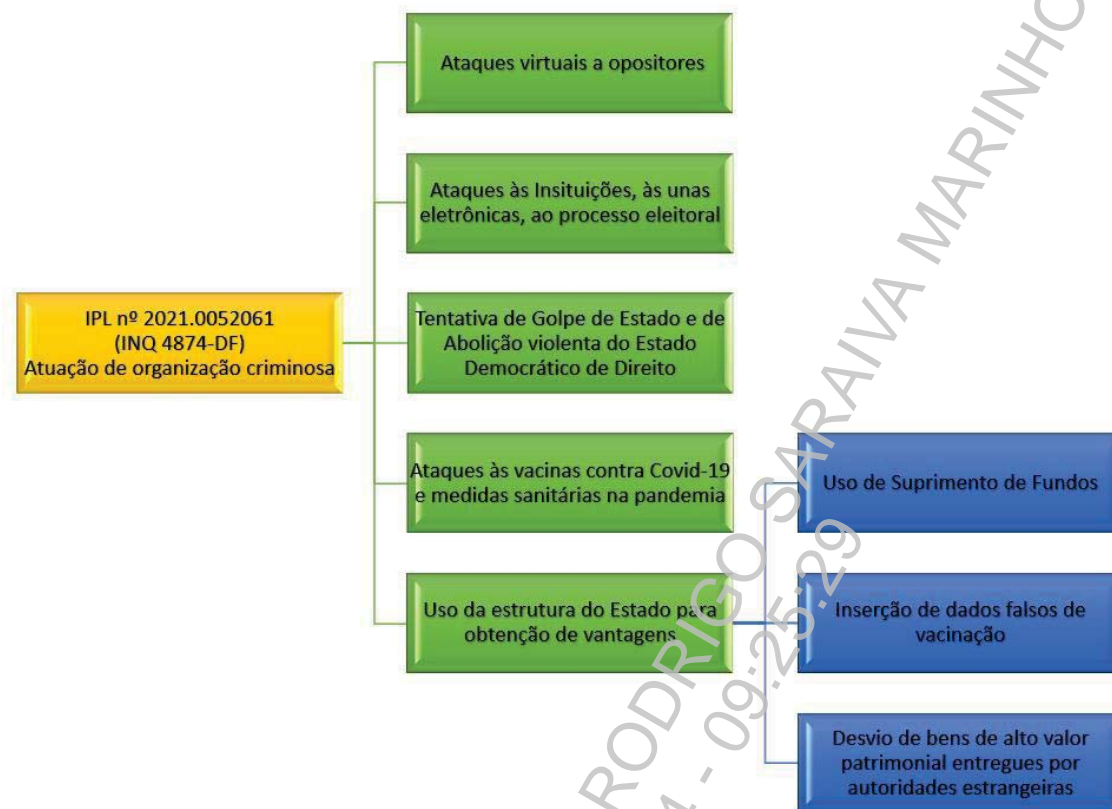 Ataques virtuais a opositores
Ataques às Insituições, às unas
eletrônicas, ao processo eleitoral
IPL nº 2021.0052061
(INQ 4874-DF)
Atuação de organização criminosa
Tentativa de Golpe de Estado e de
Abolição violenta do Estado
Democrático de Direito
Ataques às vacinas contra Covid-19
e medidas sanitárias na pandemia
Uso da estrutura do Estado para
obtenção de vantagens
Uso de Suprimento de Fundos
Inserção de dados falsos de
vacinação
Desvio de bens de alto valor
patrimonial entregues por
autoridades estrangeiras
RODRIGO SARAIVA MARINHO
- 09:25:29